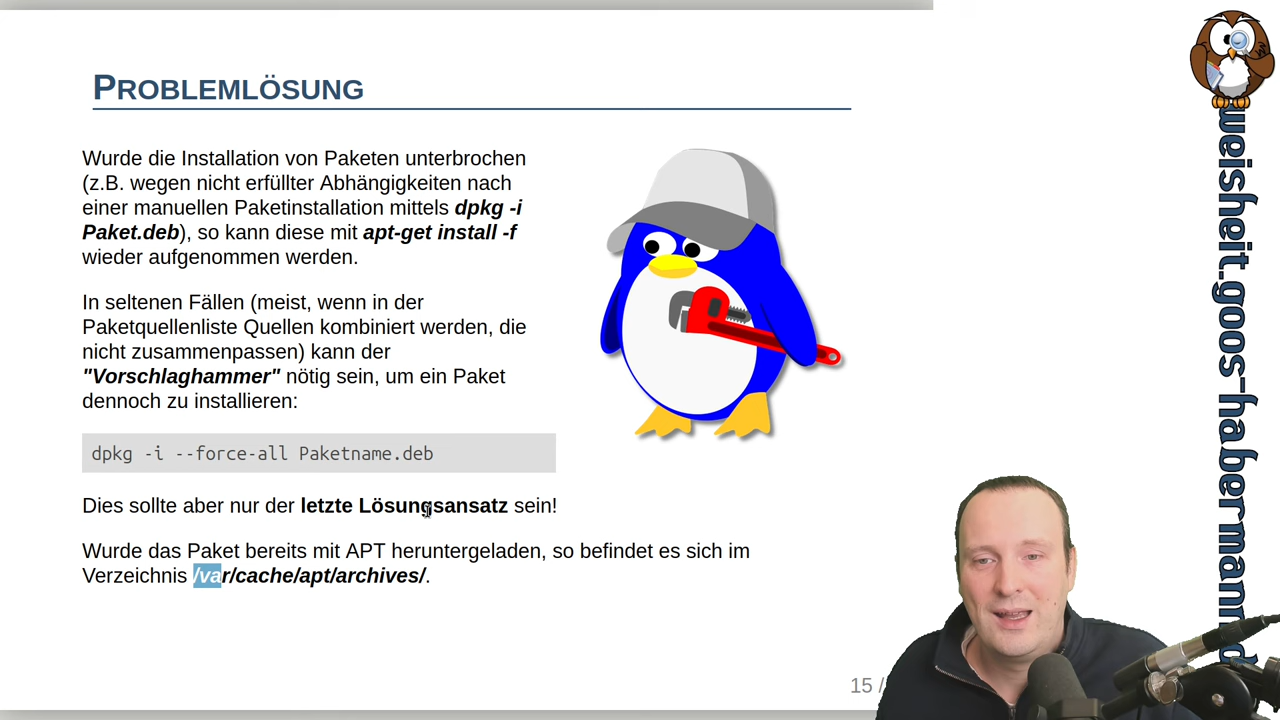 PROBLEMLÖSUNG
Wurde die Installation von Paketen unterbrochen
(z.B. wegen nicht erfüllter Abhängigkeiten nach
einer manuellen Paketinstallation mittels dpkg -i
Paket.deb), so kann diese mit apt-get install -f
wieder aufgenommen werden.
In seltenen Fällen (meist, wenn in der
Paketquellenliste Quellen kombiniert werden, die
nicht zusammenpassen) kann der
"Vorschlaghammer" nötig sein, um ein Paket
dennoch zu installieren:
dpkg -i --force-all Paketname.deb
Dies sollte aber nur der letzte Lösungsansatz sein!
Wurde das Paket bereits mit APT heruntergeladen, so befindet es sich im
Verzeichnis /var/cache/apt/archives/.
15 /
weisheit.goos-habermann.d